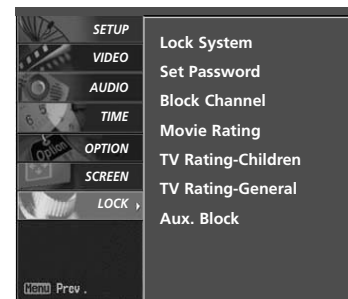 SETUP
VIDEO
AUDIO
TIME
OPTION
SCREEN
LOCK
Menu Prev.
Lock System
Set Password
Block Channel
Movie Rating
TV Rating-Children
TV Rating-General
Aux. Block
Option